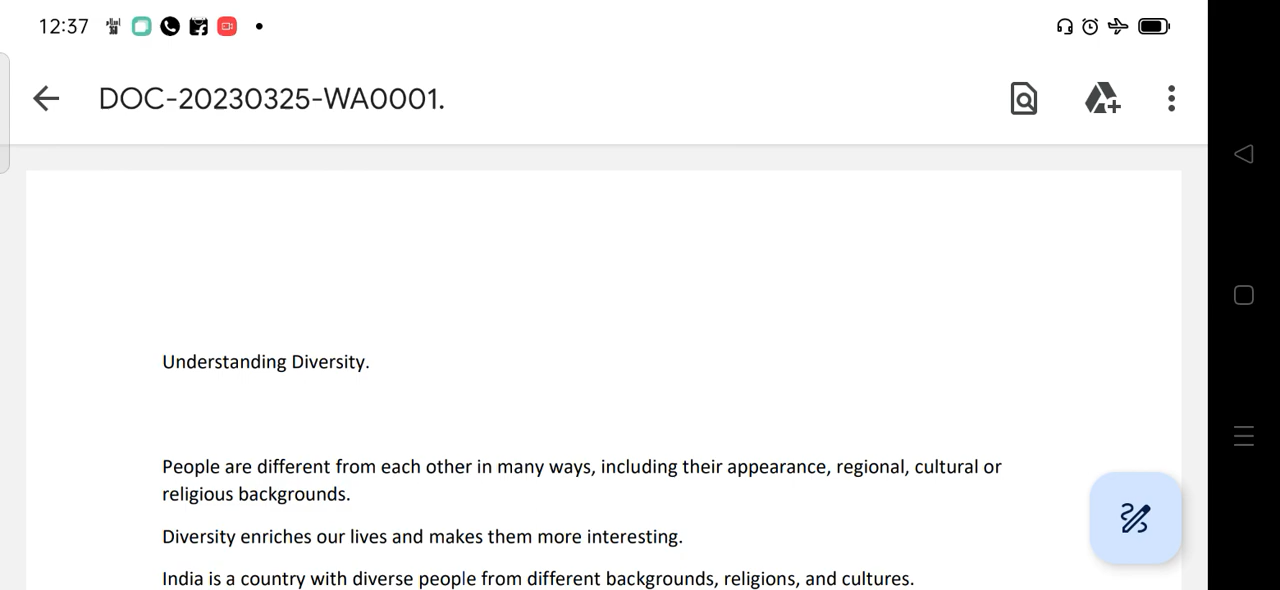 12:37
DOC-20230325-WA0001.
Understanding Diversity.
People are different from each other in many ways, including their appearance, regional, cultural or
religious backgrounds.
Diversity enriches our lives and makes them more interesting.
India is a country with diverse people from different backgrounds, religions, and cultures.